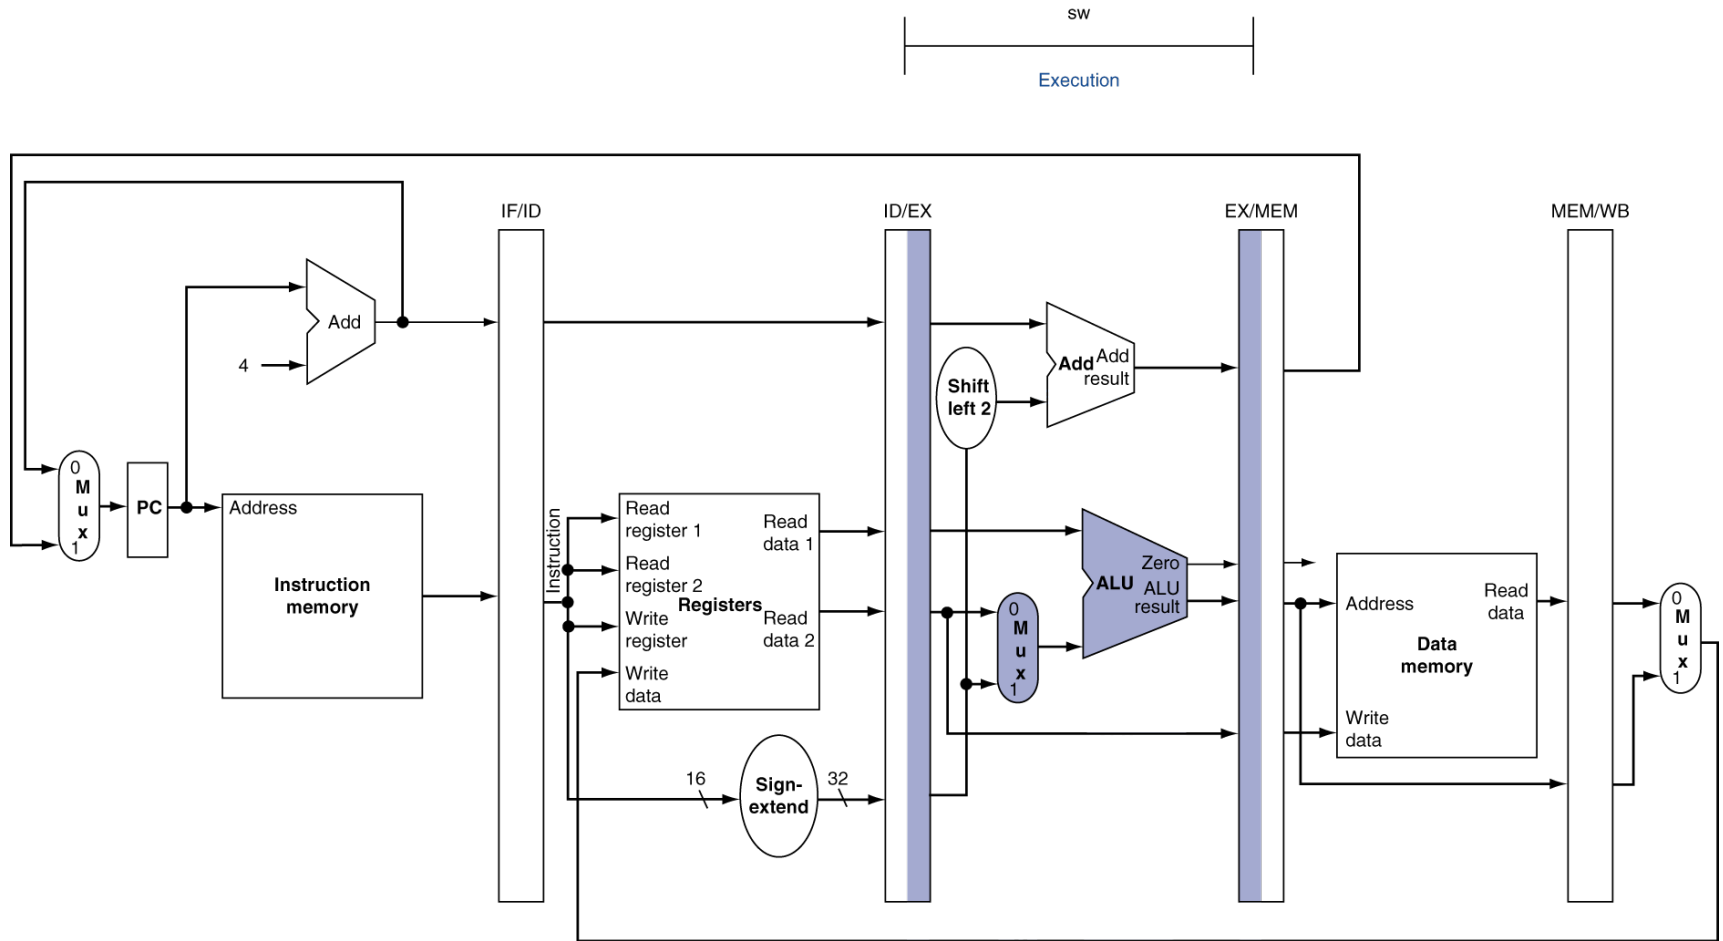 sw
Execution
IF/ID
ID/EX
EX/MEM
MEM/WB
Add
4
Shift
left 2
Add
Add
result
0
M
u
x
1
PC
Address
Instruction
memory
Instruction
Read
register 1
Read
register 2
Write
register
Write
data
Registers
Read
data 1
Read
data 2
16
Sign-
extend
32
0
M
u
x
1
ALU
Zero
ALU
result
Address
Read
data
Data
memory
Write
data
0
M
u
x
1